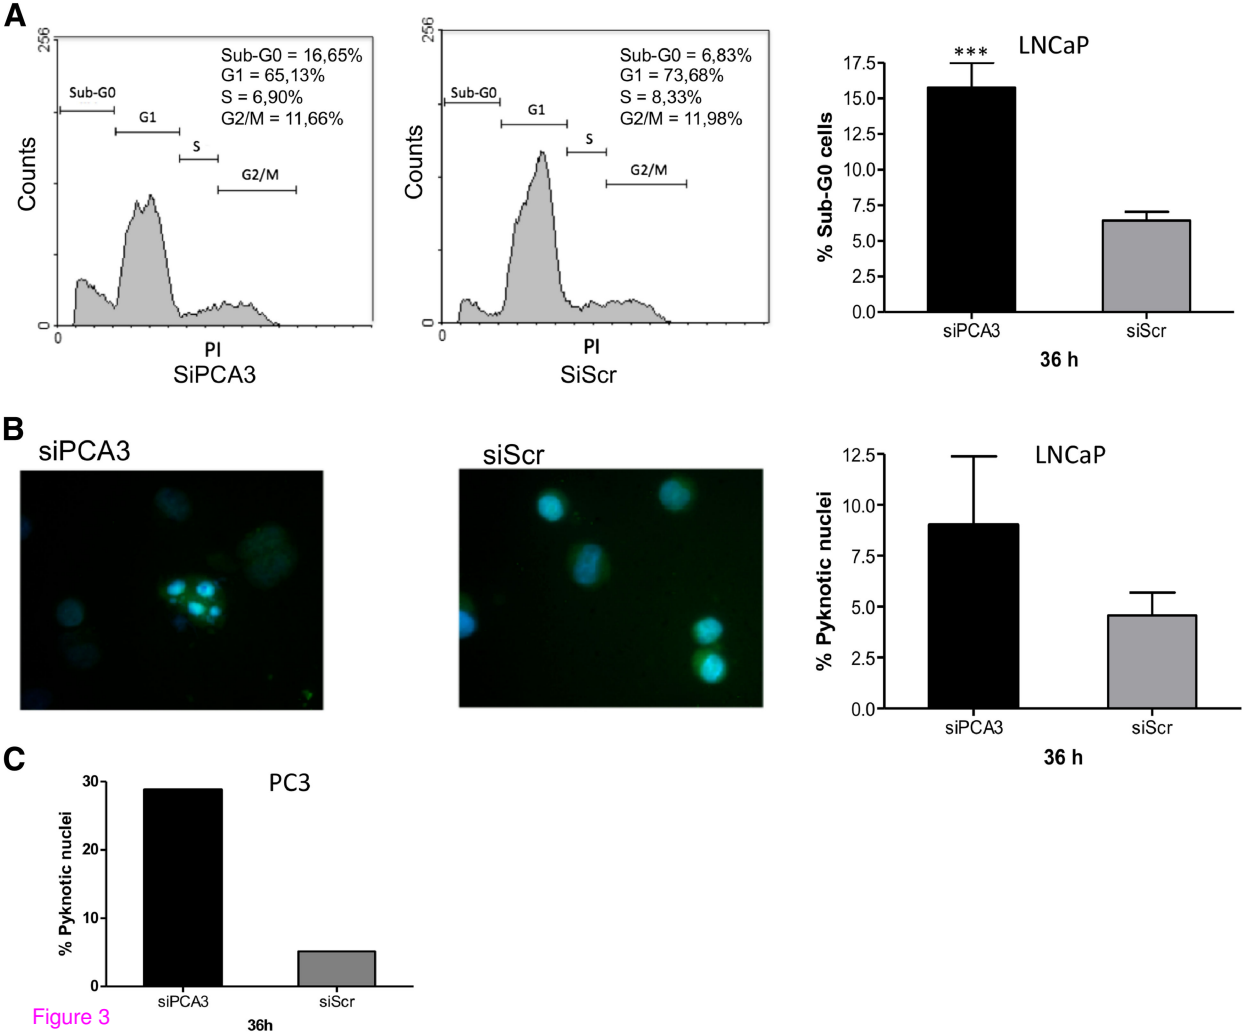 A
256
Sub-G0 = 16,65%
G1 = 65,13%
S = 6,90%
G2/M = 11,66%
Sub-G0
G1
S
G2/M
Counts
0
0
PI
SiPCA3
256
Sub-G0 = 6,83%
G1 = 73,68%
S = 8,33%
G2/M = 11,98%
Sub-G0
G1
S
G2/M
Counts
0
0
PI
SiScr
*** LNCaP
17.5
15.0
12.5
10.0
7.5
5.0
2.5
0.0
% Sub-G0 cells
siPCA3 siScr
36 h
B
siPCA3
siScr
LNCaP
12.5
10.0
7.5
5.0
2.5
0.0
% Pyknotic nuclei
siPCA3 siScr
36 h
C
PC3
30
20
10
0
% Pyknotic nuclei
siPCA3 siScr
36h
Figure 3